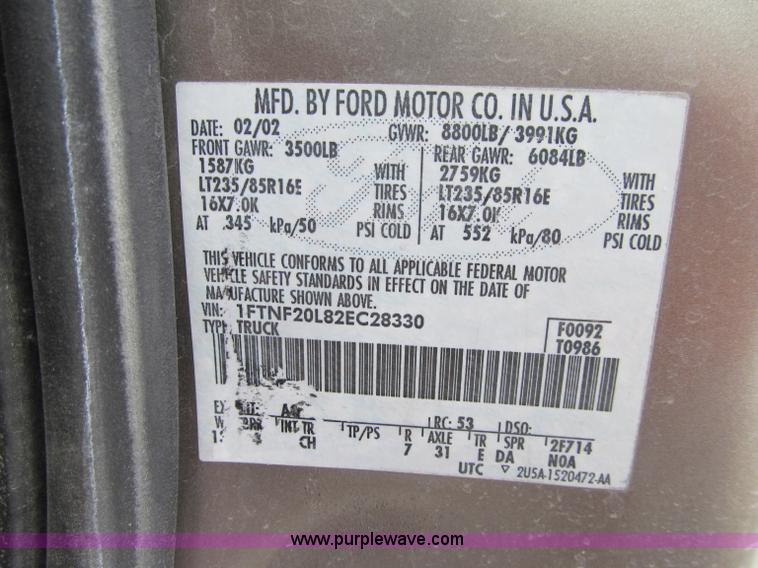 MFD. BY FORD MOTOR CO. IN U.S.A.
DATE: 02/02 GVWR: 8800LB/ 3991KG
FRONT GAWR: 3500LB REAR GAWR: 6084LB
1587KG WITH 2759KG WITH
LT235/85R16E TIRES LT235/85R16E TIRES
16X7.0K RIMS 16X7.0K RIMS
AT 345 kPa/50 PSI COLD AT 552 kPa/80 PSI COLD
THIS VEHICLE CONFORMS TO ALL APPLICABLE FEDERAL MOTOR
VEHICLE SAFETY STANDARDS IN EFFECT ON THE DATE OF
MANUFACTURE SHOWN ABOVE.
VIN: 1FTNF20L82EC28330 F0092
TYPE: TRUCK T0986
RC: 53 DSO:
INT TR TP/PS R AXLE TR SPR 2F714
CH 7 31 E DA N0A
UTC ▽ 2U5A-1520472-AA
www.purplewave.com